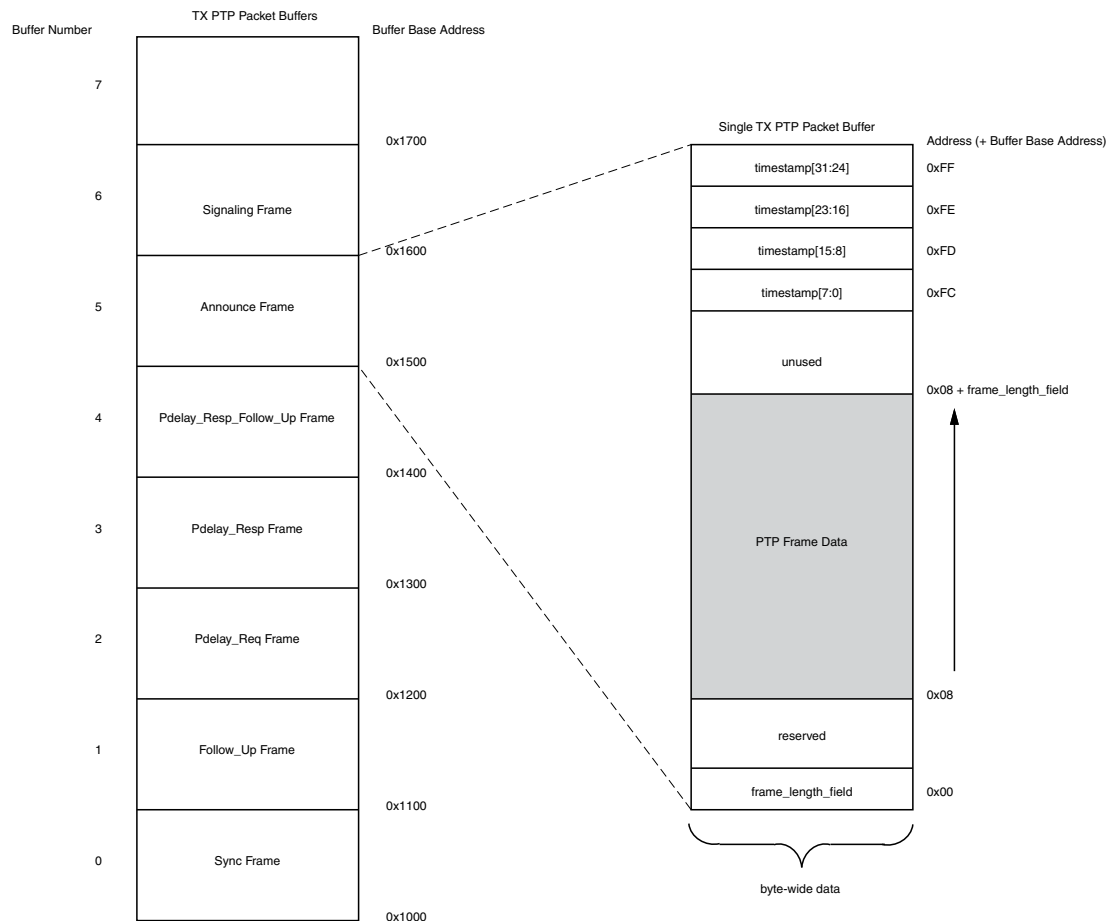 TX PTP Packet Buffers
Buffer Number
Buffer Base Address
7
0x1700
6
Signaling Frame
0x1600
5
Announce Frame
0x1500
4
Pdelay_Resp_Follow_Up Frame
0x1400
3
Pdelay_Resp Frame
0x1300
2
Pdelay_Req Frame
0x1200
1
Follow_Up Frame
0x1100
0
Sync Frame
0x1000
Single TX PTP Packet Buffer
Address (+ Buffer Base Address)
timestamp[31:24]
0xFF
timestamp[23:16]
0xFE
timestamp[15:8]
0xFD
timestamp[7:0]
0xFC
unused
0x08 + frame_length_field
PTP Frame Data
0x08
reserved
frame_length_field
0x00
byte-wide data